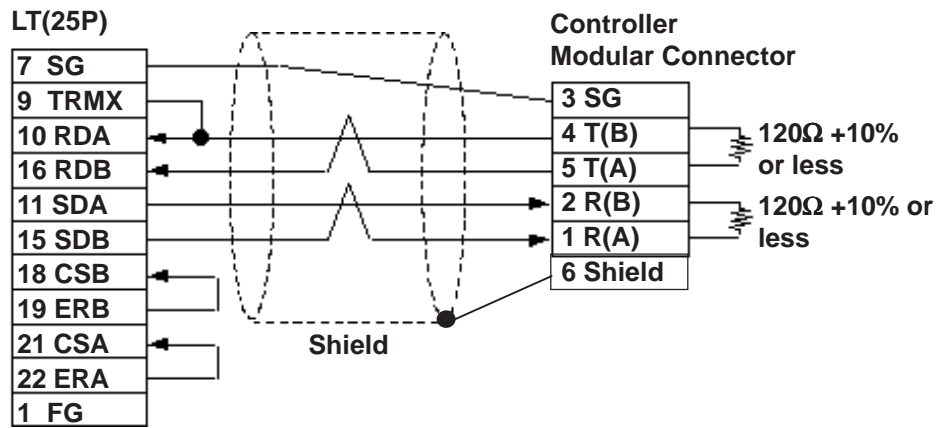 LT(25P)
7 SG
9 TRMX
10 RDA
16 RDB
11 SDA
15 SDB
18 CSB
19 ERB
21 CSA
22 ERA
1 FG
Shield
Controller
Modular Connector
3 SG
4 T(B)
5 T(A)
2 R(B)
1 R(A)
6 Shield
120Ω +10%
or less
120Ω +10% or
less